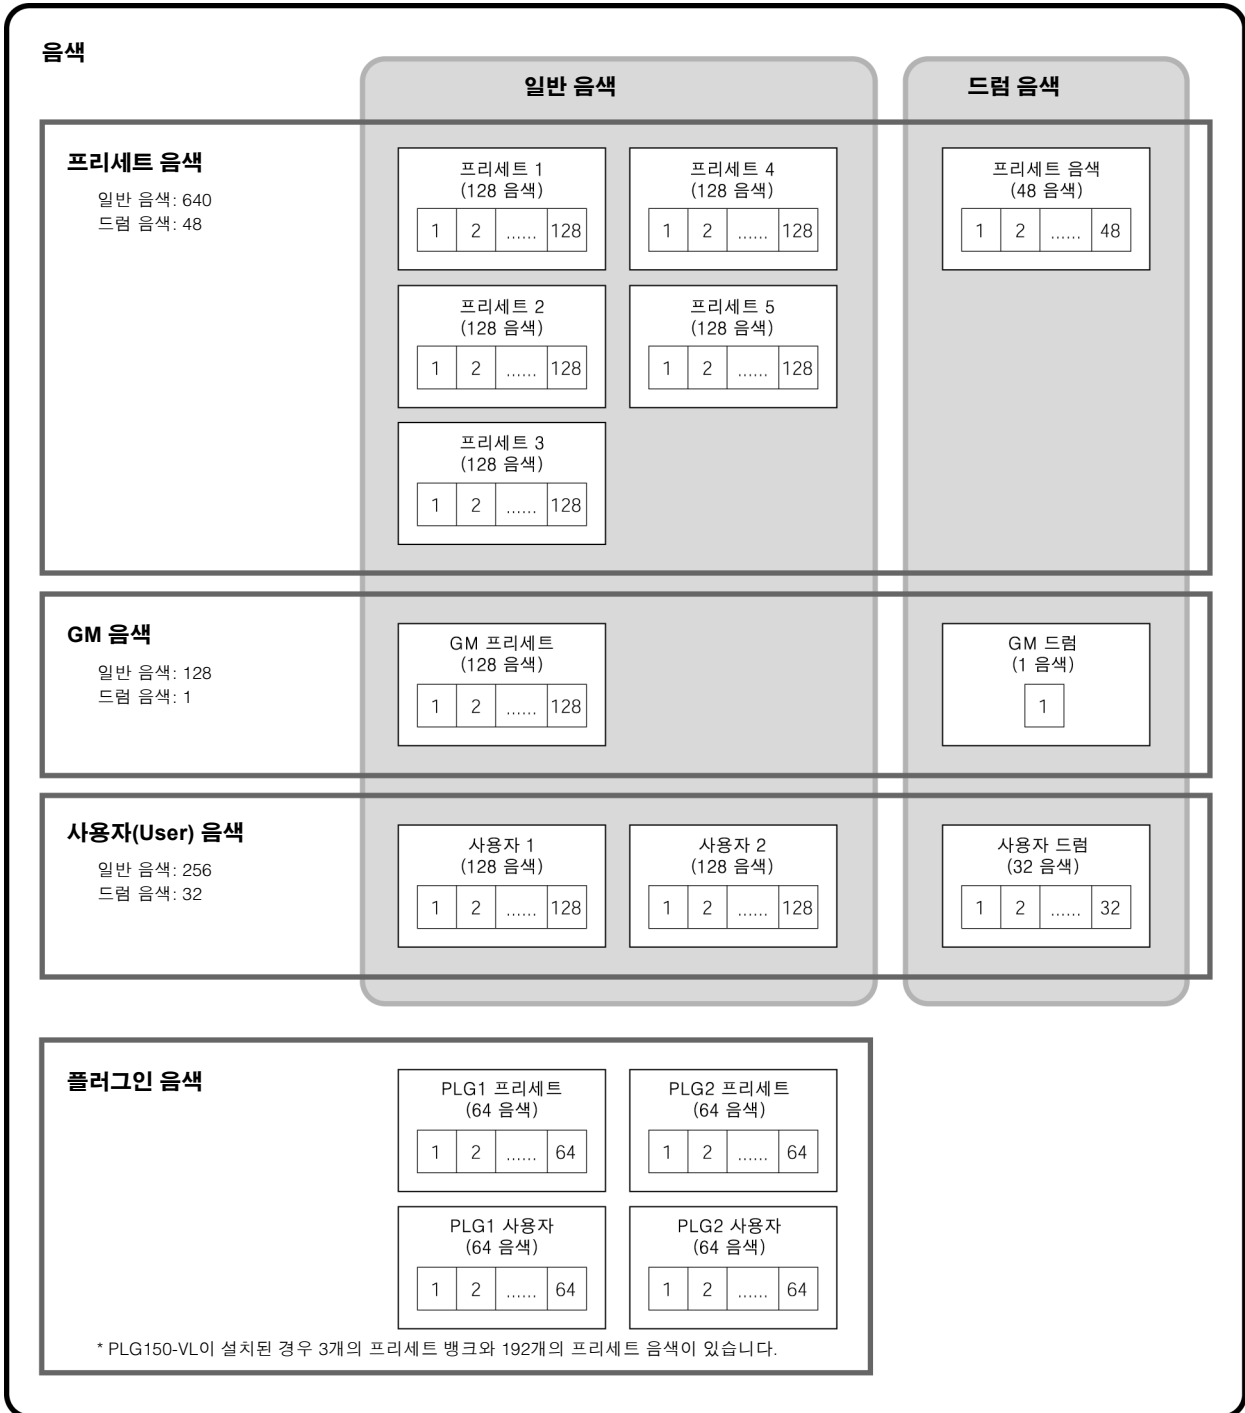 음색
일반 음색
드럼 음색
프리세트 음색
일반 음색: 640
드럼 음색: 48
프리세트 1
(128 음색)
1 2 ...... 128
프리세트 4
(128 음색)
1 2 ...... 128
프리세트 음색
(48 음색)
1 2 ...... 48
프리세트 2
(128 음색)
1 2 ...... 128
프리세트 5
(128 음색)
1 2 ...... 128
프리세트 3
(128 음색)
1 2 ...... 128
GM 음색
일반 음색: 128
드럼 음색: 1
GM 프리세트
(128 음색)
1 2 ...... 128
GM 드럼
(1 음색)
1
사용자(User) 음색
일반 음색: 256
드럼 음색: 32
사용자 1
(128 음색)
1 2 ...... 128
사용자 2
(128 음색)
1 2 ...... 128
사용자 드럼
(32 음색)
1 2 ...... 32
플러그인 음색
PLG1 프리세트
(64 음색)
1 2 ...... 64
PLG2 프리세트
(64 음색)
1 2 ...... 64
PLG1 사용자
(64 음색)
1 2 ...... 64
PLG2 사용자
(64 음색)
1 2 ...... 64
* PLG150-VL이 설치된 경우 3개의 프리세트 뱅크와 192개의 프리세트 음색이 있습니다.